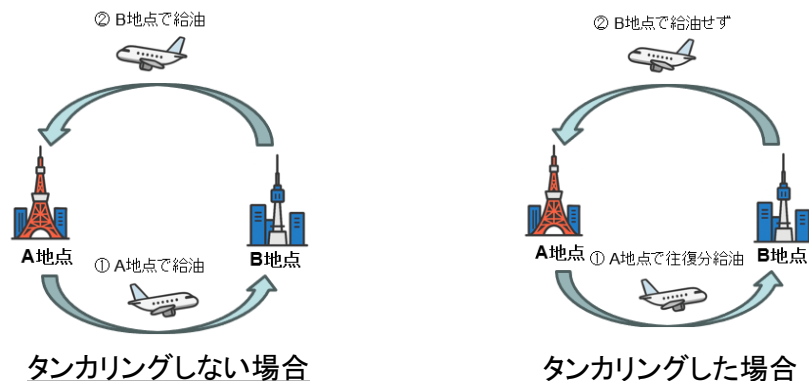 ② B地点で給油
A地点
B地点
① A地点で給油
タンカリングしない場合
② B地点で給油せず
A地点
B地点
① A地点で往復分給油
タンカリングした場合